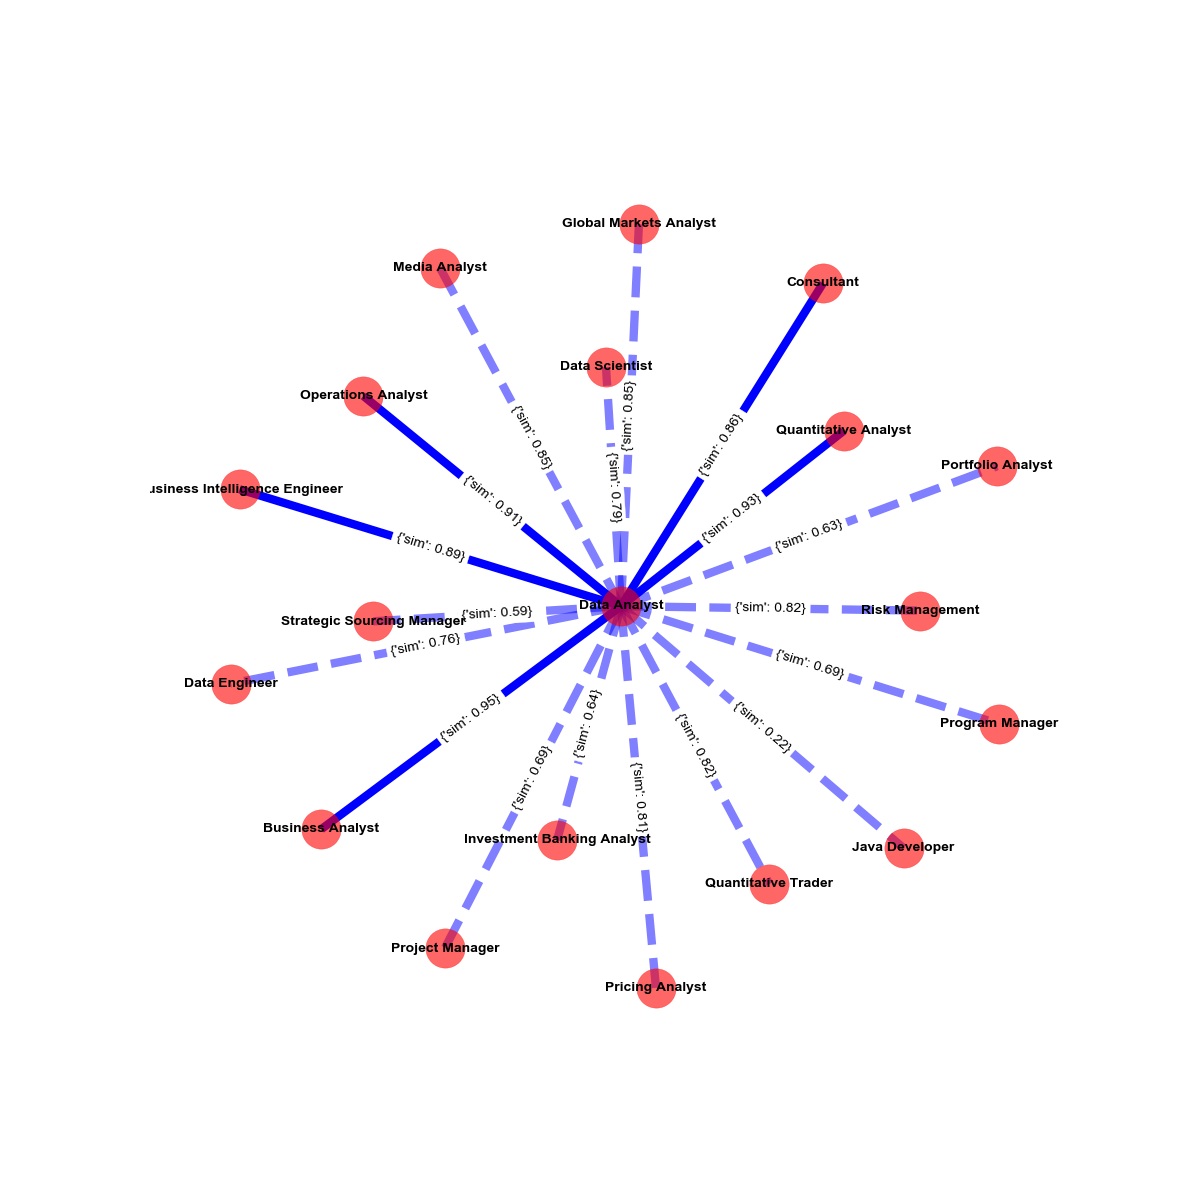 Global Markets Analyst
Media Analyst
Consultant
Data Scientist
Operations Analyst
{'sim': 0.85}
{'sim': 0.85}
Quantitative Analyst
{'sim': 0.86}
Portfolio Analyst
usiness Intelligence Engineer
{'sim': 0.79}
{'sim': 0.91}
{'sim': 0.93}
{'sim': 0.63}
{'sim': 0.89}
Data Analyst
{'sim': 0.82}
Risk Management
{'sim': 0.59}
Strategic Sourcing Manager
{'sim': 0.76}
{'sim': 0.69}
Data Engineer
{'sim': 0.95}
{'sim': 0.64}
{'sim': 0.22}
Program Manager
{'sim': 0.82}
{'sim': 0.69}
{'sim': 0.81}
Business Analyst
Investment Banking Analyst
Java Developer
Quantitative Trader
Project Manager
Pricing Analyst